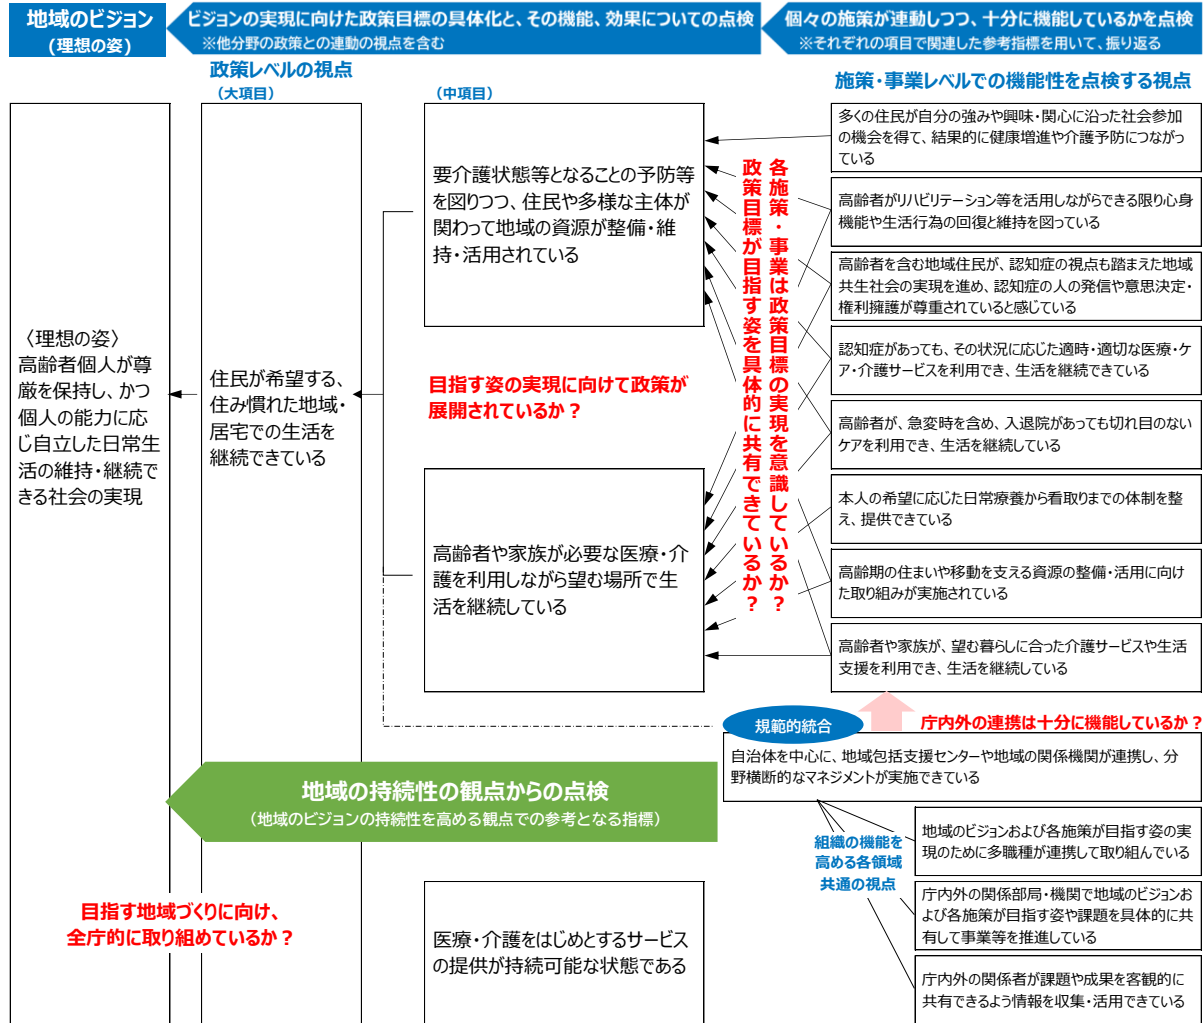 地域のビジョン
(理想の姿)
ビジョンの実現に向けた政策目標の具体化と、その機能、効果についての点検
※他分野の政策との連動の視点を含む
個々の施策が連動しつつ、十分に機能しているかを点検
※それぞれの項目で関連した参考指標を用いて、振り返る
政策レベルの視点
(大項目)
(中項目)
施策・事業レベルでの機能性を点検する視点
〈理想の姿〉
高齢者個人が尊
厳を保持し、かつ
個人の能力に応
じ自立した日常生
活の維持・継続で
きる社会の実現
住民が希望する、
住み慣れた地域・
居宅での生活を
継続できている
要介護状態等となることの予防等
を図りつつ、住民や多様な主体が
関わって地域の資源が整備・維
持・活用されている
目指す姿の実現に向けて政策が
展開されているか？
高齢者や家族が必要な医療・介
護を利用しながら望む場所で生
活を継続している
各施策・事業は政策目標の実現を意識しているか？
政策目標が目指す姿を具体的に共有できているか？
多くの住民が自分の強みや興味・関心に沿った社会参加
の機会を得て、結果的に健康増進や介護予防につながっ
ている
高齢者がリハビリテーション等を活用しながらできる限り心身
機能や生活行為の回復と維持を図っている
高齢者を含む地域住民が、認知症の視点も踏まえた地域
共生社会の実現を進め、認知症の人の発信や意思決定・
権利擁護が尊重されていると感じている
認知症があっても、その状況に応じた適時・適切な医療・ケ
ア・介護サービスを利用でき、生活を継続できている
高齢者が、急変時を含め、入退院があっても切れ目のない
ケアを利用でき、生活を継続している
本人の希望に応じた日常療養から看取りまでの体制を整
え、提供できている
高齢期の住まいや移動を支える資源の整備・活用に向け
た取り組みが実施されている
高齢者や家族が、望む暮らしに合った介護サービスや生活
支援を利用でき、生活を継続している
規範的統合
庁内外の連携は十分に機能しているか？
自治体を中心に、地域包括支援センターや地域の関係機関が連携し、分
野横断的なマネジメントが実施できている
地域の持続性の観点からの点検
(地域のビジョンの持続性を高める観点での参考となる指標)
組織の機能を
高める各領域
共通の視点
地域のビジョンおよび各施策が目指す姿の実
現のために多職種が連携して取り組んでいる
庁内外の関係部局・機関で地域のビジョンお
よび各施策が目指す姿や課題を具体的に共
有して事業等を推進している
庁内外の関係者が課題や成果を客観的に
共有できるよう情報を収集・活用できている
目指す地域づくりに向け、
全庁的に取り組めているか？
医療・介護をはじめとするサービス
の提供が持続可能な状態である